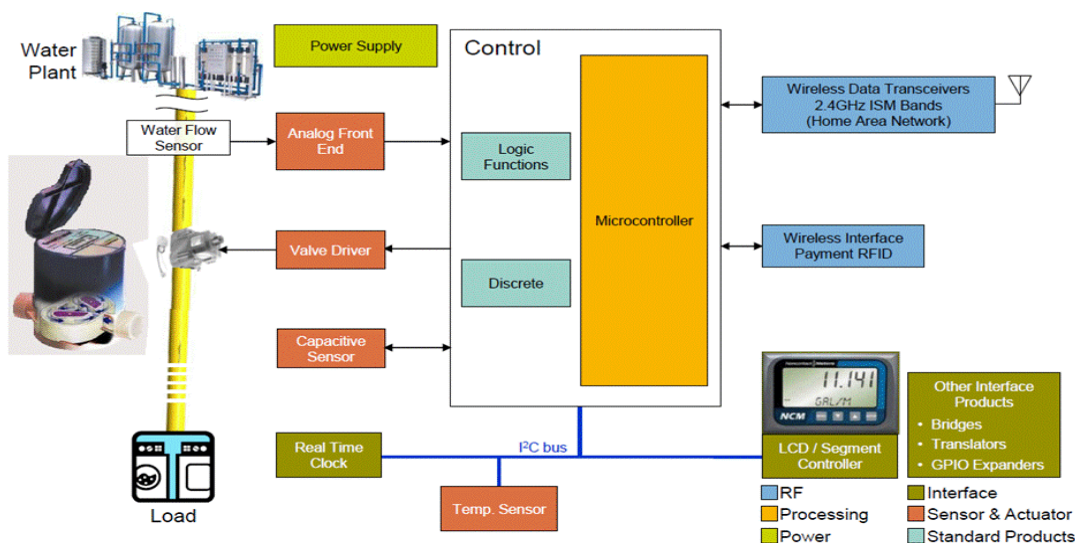 Water
Plant
Power Supply
Control
Wireless Data Transceivers
2.4GHz ISM Bands
(Home Area Network)
Water Flow
Sensor
Analog Front
End
Logic
Functions
Microcontroller
Valve Driver
Wireless Interface
Payment RFID
Discrete
Capacitive
Sensor
11.141
GAL/M
NCM
Other Interface
Products
• Bridges
• Translators
• GPIO Expanders
Real Time
Clock
I²C bus
LCD / Segment
Controller
Temp. Sensor
Load
RF
Interface
Processing
Sensor & Actuator
Power
Standard Products